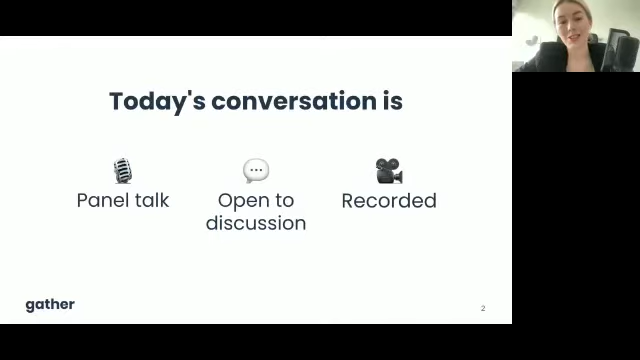 Today's conversation is
Panel talk
Open to
discussion
Recorded
gather
2